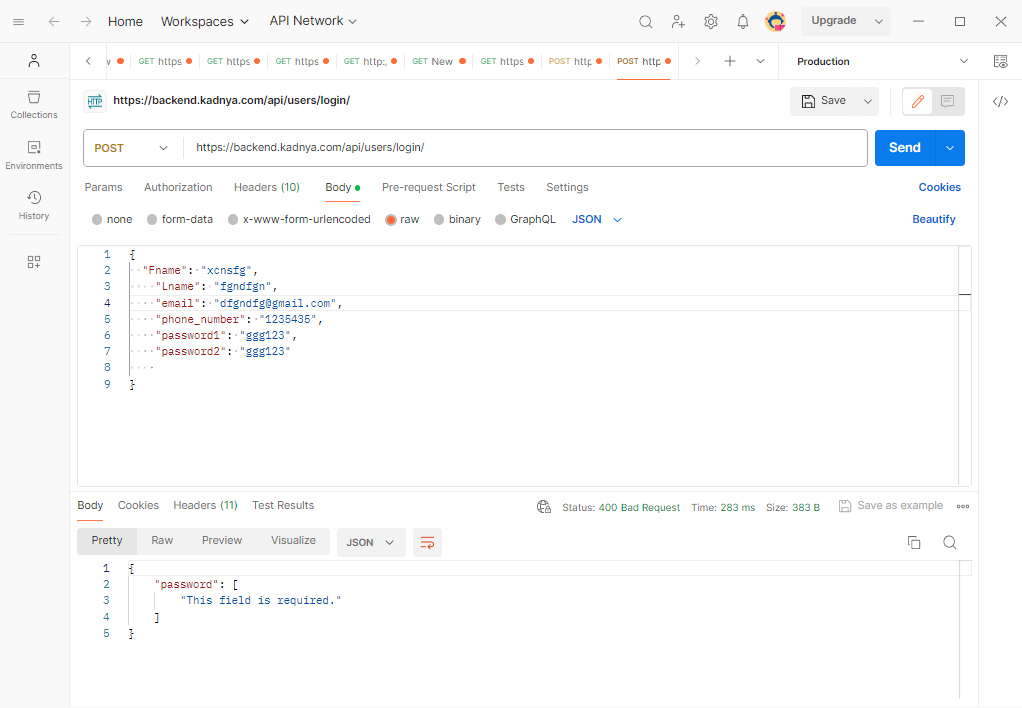 Home Workspaces API Network Upgrade
GET https GET https GET https GET http:, GET New GET https POST http POST http Production
HTTP https://backend.kadnya.com/api/users/login/ Save
POST https://backend.kadnya.com/api/users/login/ Send
Collections
Environments
History
Params Authorization Headers (10) Body Pre-request Script Tests Settings Cookies
none form-data x-www-form-urlencoded raw binary GraphQL JSON Beautify
1 {
2 "Fname": "xcnsfg",
3 "Lname": "fgndfgn",
4 "email": "dfgndfg@gmail.com",
5 "phone_number": "1235435",
6 "password1": "ggg123",
7 "password2": "ggg123"
8
9 }
Body Cookies Headers (11) Test Results Status: 400 Bad Request Time: 283 ms Size: 383 B Save as example
Pretty Raw Preview Visualize JSON
1 {
2 "password": [
3 "This field is required."
4 ]
5 }